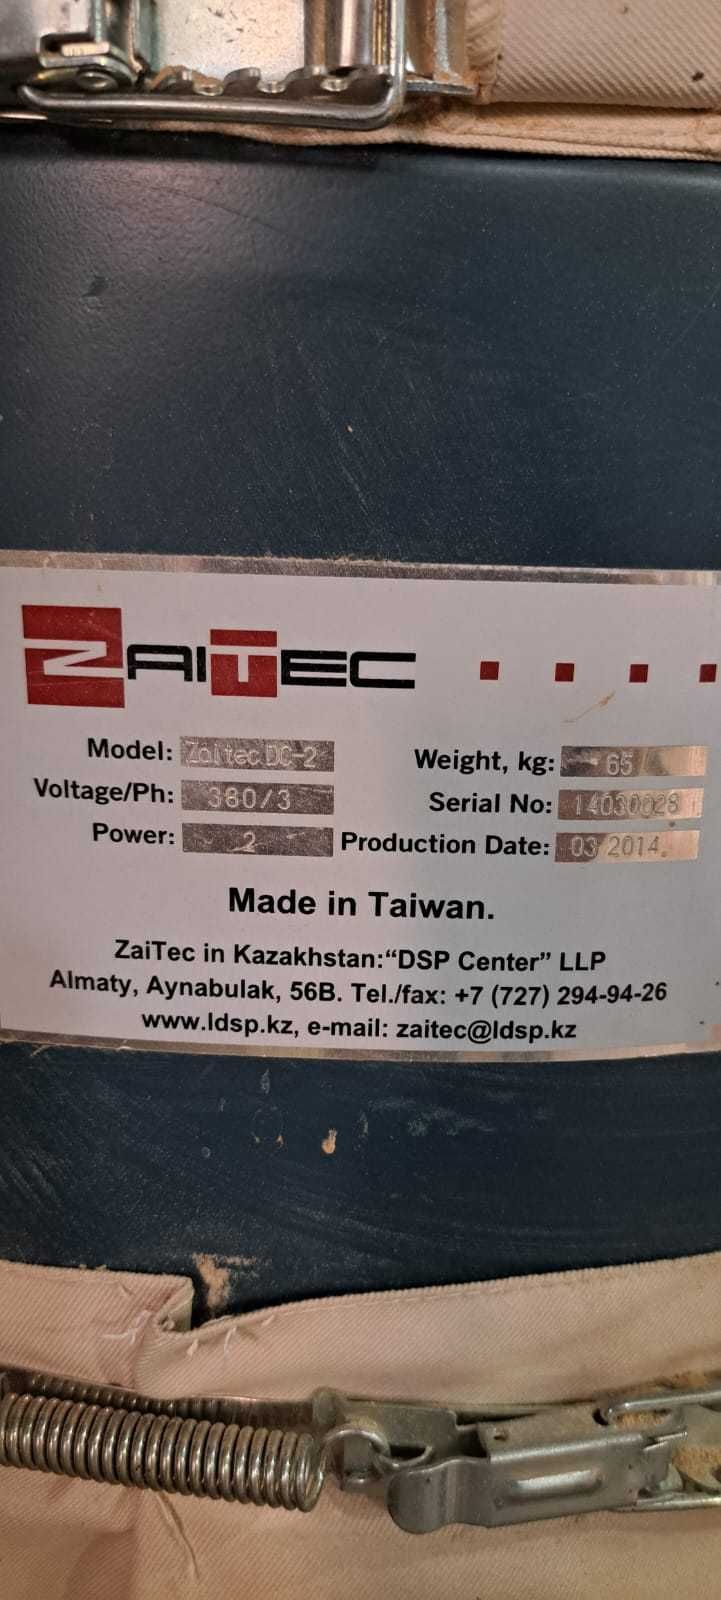 ZAITEC
Model: Zaitec DC-2
Voltage/Ph: 380/3
Power: 2
Weight, kg: 65
Serial No: 14030028
Production Date: 03 2014.
Made in Taiwan.
ZaiTec in Kazakhstan:“DSP Center” LLP
Almaty, Aynabulak, 56B. Tel./fax: +7 (727) 294-94-26
www.ldsp.kz, e-mail: zaitec@ldsp.kz